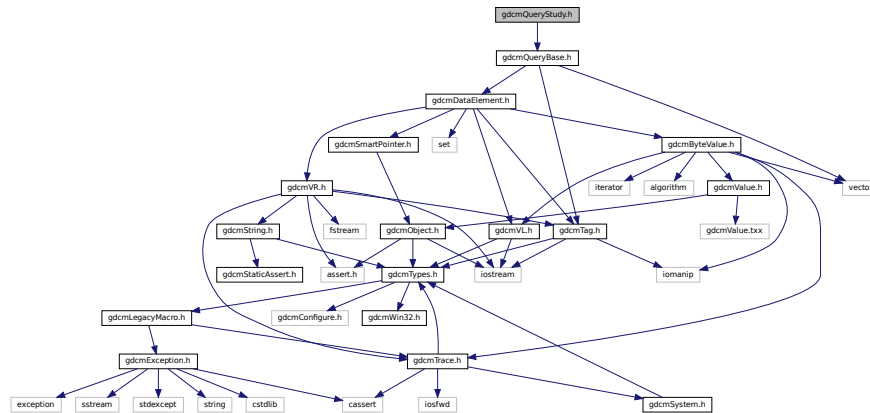 gdcmQueryStudy.h
gdcmQueryBase.h
gdcmDataElement.h
gdcmSmartPointer.h
set
gdcmByteValue.h
gdcmVR.h
iterator
algorithm
gdcmValue.h
vecto
gdcmString.h
fstream
gdcmObject.h
gdcmVL.h
gdcmTag.h
gdcmValue.txx
gdcmStaticAssert.h
assert.h
gdcmTypes.h
iostream
iomanip
gdcmLegacyMacro.h
gdcmConfigure.h
gdcmWin32.h
gdcmException.h
gdcmTrace.h
exception
sstream
stdexcept
string
cstdlib
cassert
iosfwd
gdcmSystem.h